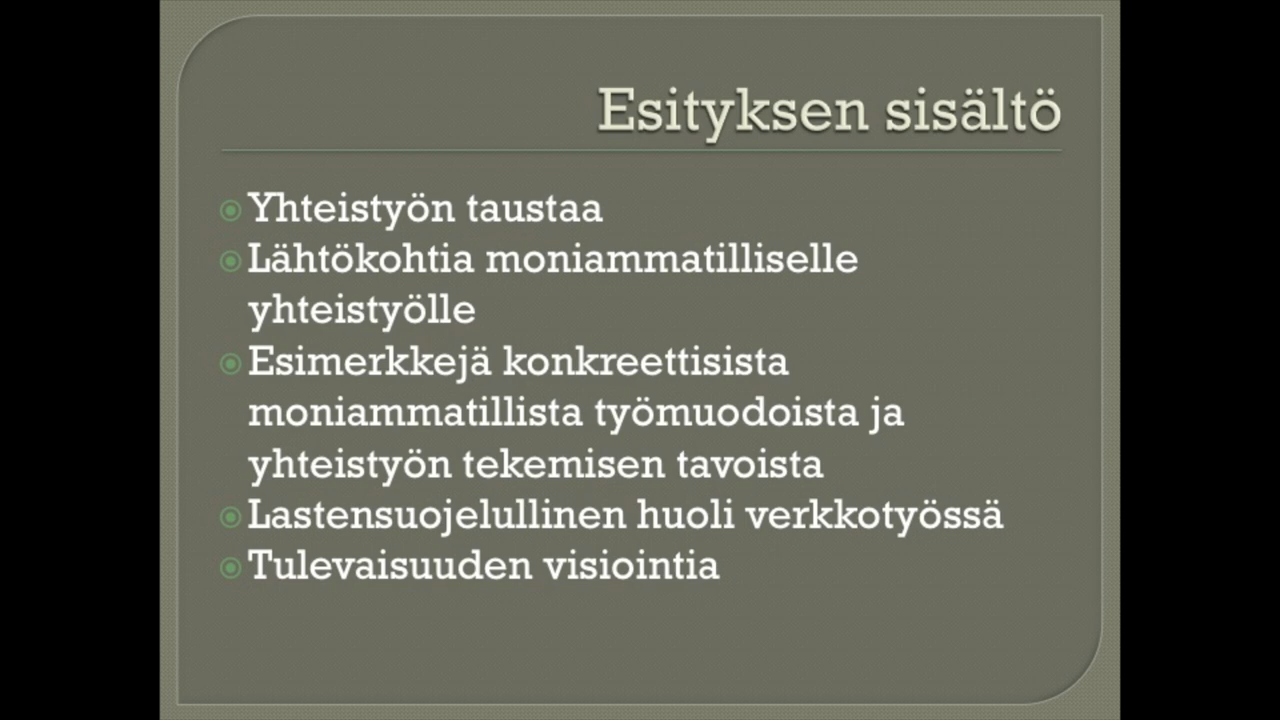 Esityksen sisältö
Yhteistyön taustaa
Lähtökohtia moniammatilliselle
yhteistyölle
Esimerkkejä konkreettisista
moniammatillista työmuodoista ja
yhteistyön tekemisen tavoista
Lastensuojelullinen huoli verkkotyössä
Tulevaisuuden visiointia